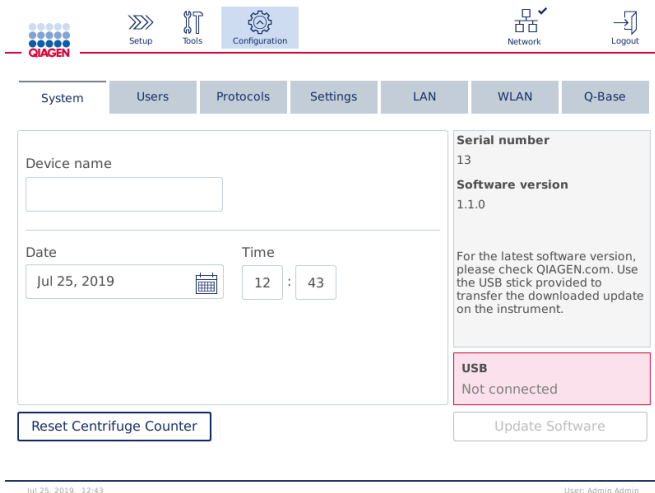 QIAGEN
Setup
Tools
Configuration
Network
Logout
System
Users
Protocols
Settings
LAN
WLAN
Q-Base
Device name
Date
Time
Jul 25, 2019
12 : 43
Serial number
13
Software version
1.1.0
For the latest software version,
please check QIAGEN.com. Use
the USB stick provided to
transfer the downloaded update
on the instrument.
USB
Not connected
Reset Centrifuge Counter
Update Software
Jul 25, 2019, 12:43
User: Admin Admin